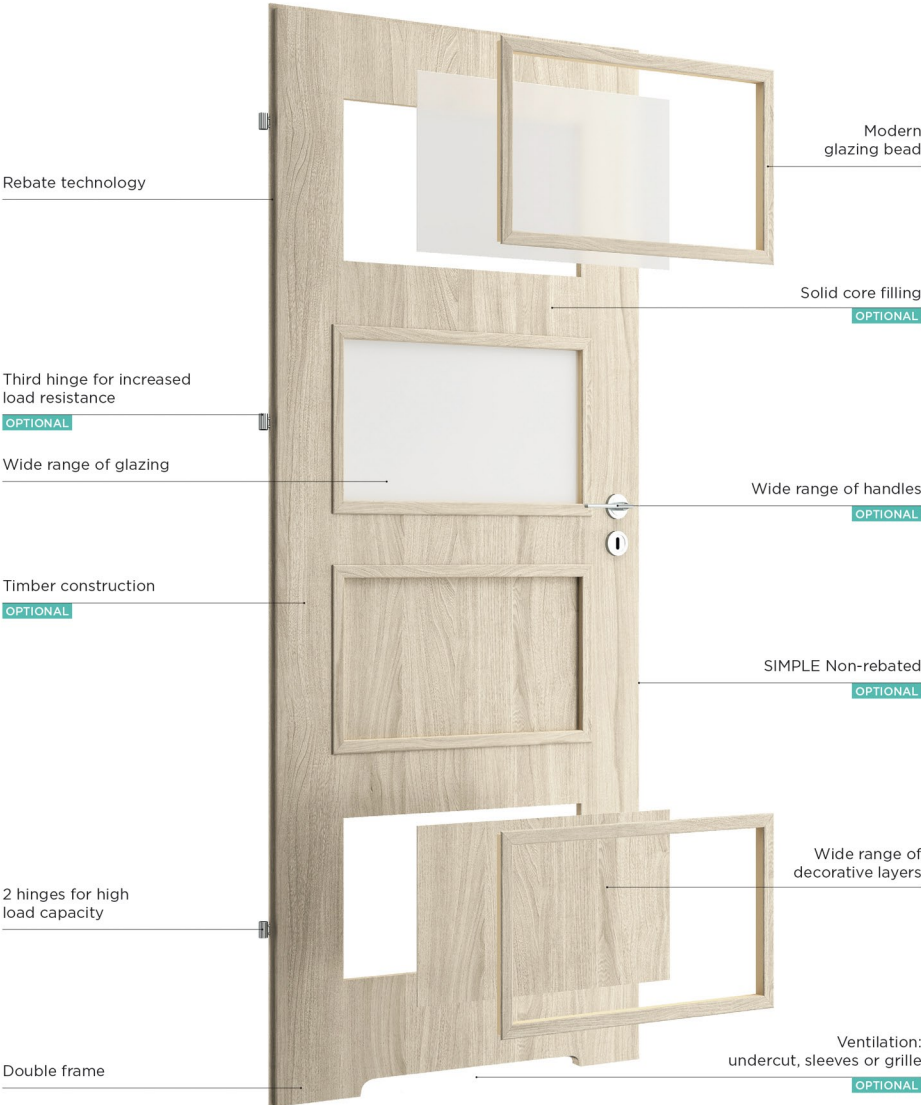 Modern
glazing bead
Rebate technology
Solid core filling
OPTIONAL
Third hinge for increased
load resistance
OPTIONAL
Wide range of glazing
Wide range of handles
OPTIONAL
Timber construction
OPTIONAL
SIMPLE Non-rebated
OPTIONAL
Wide range of
decorative layers
2 hinges for high
load capacity
Ventilation:
undercut, sleeves or grille
OPTIONAL
Double frame